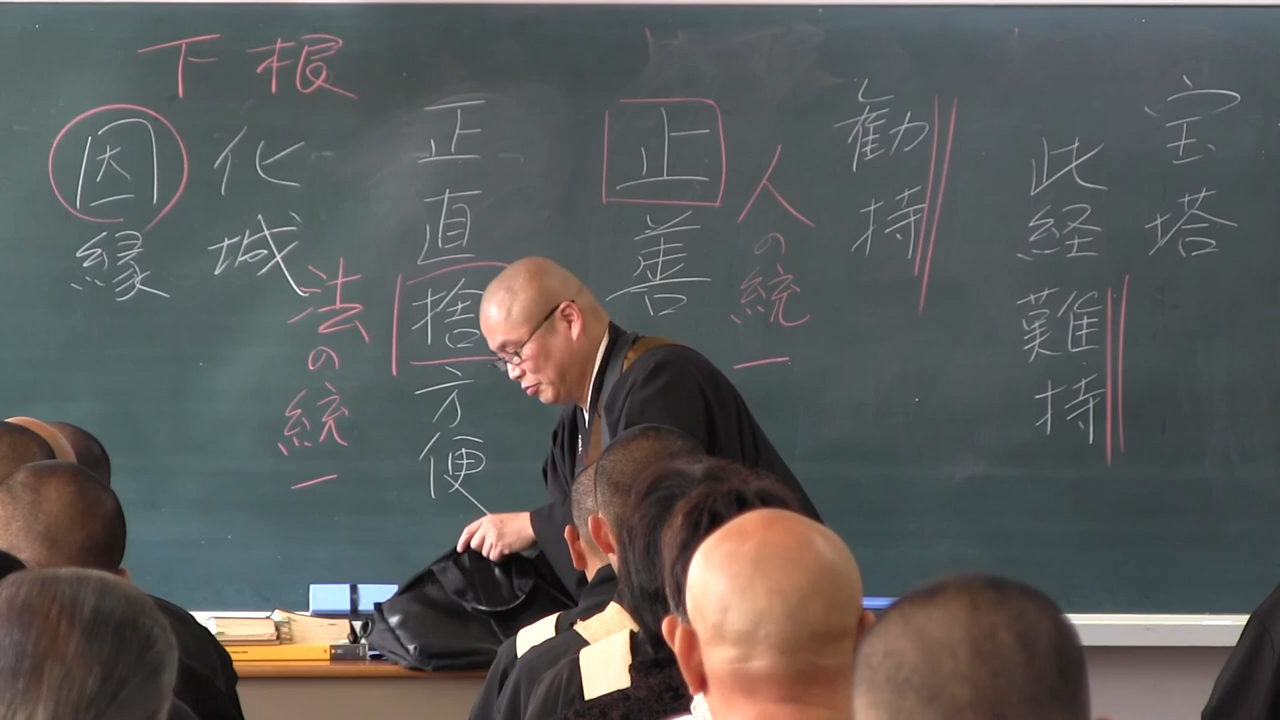 宝塔
此経難持
勧持
人の統一
正善
正直捨方便
法の統一
下根
化城
因縁